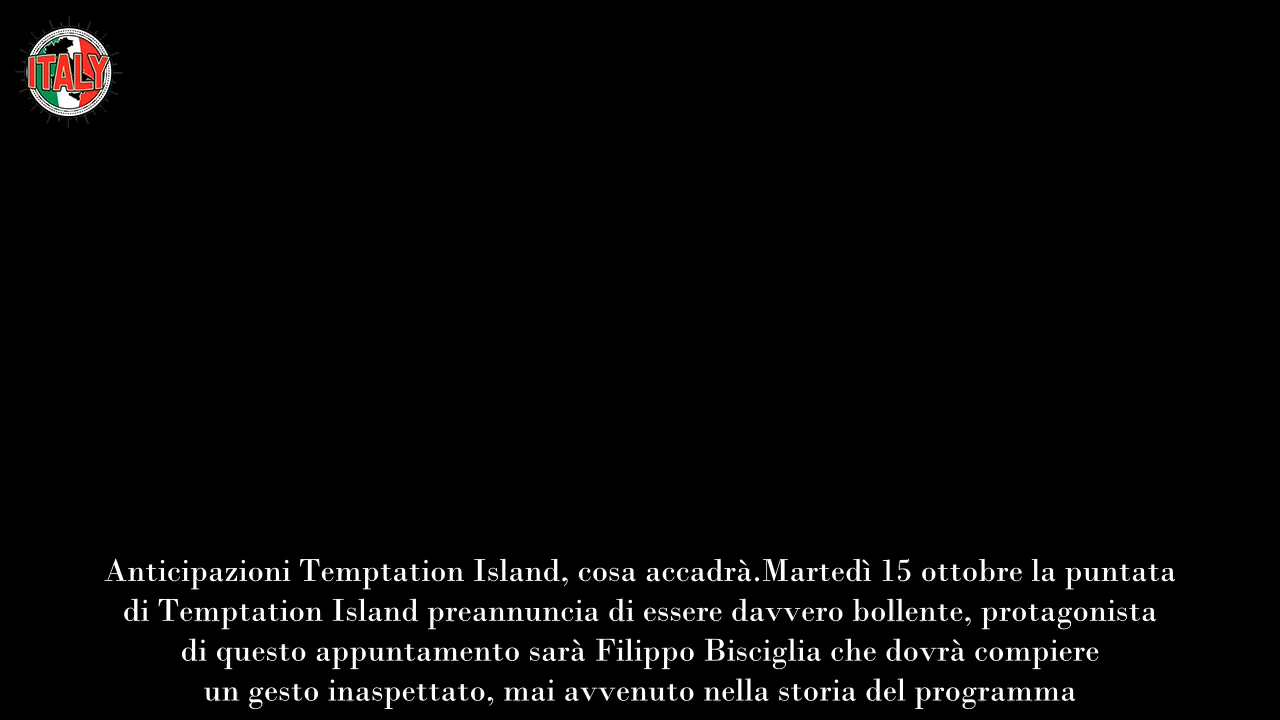 ITALY
Anticipazioni Temptation Island, cosa accadrà.Martedì 15 ottobre la puntata
di Temptation Island preannuncia di essere davvero bollente, protagonista
di questo appuntamento sarà Filippo Bisciglia che dovrà compiere
un gesto inaspettato, mai avvenuto nella storia del programma